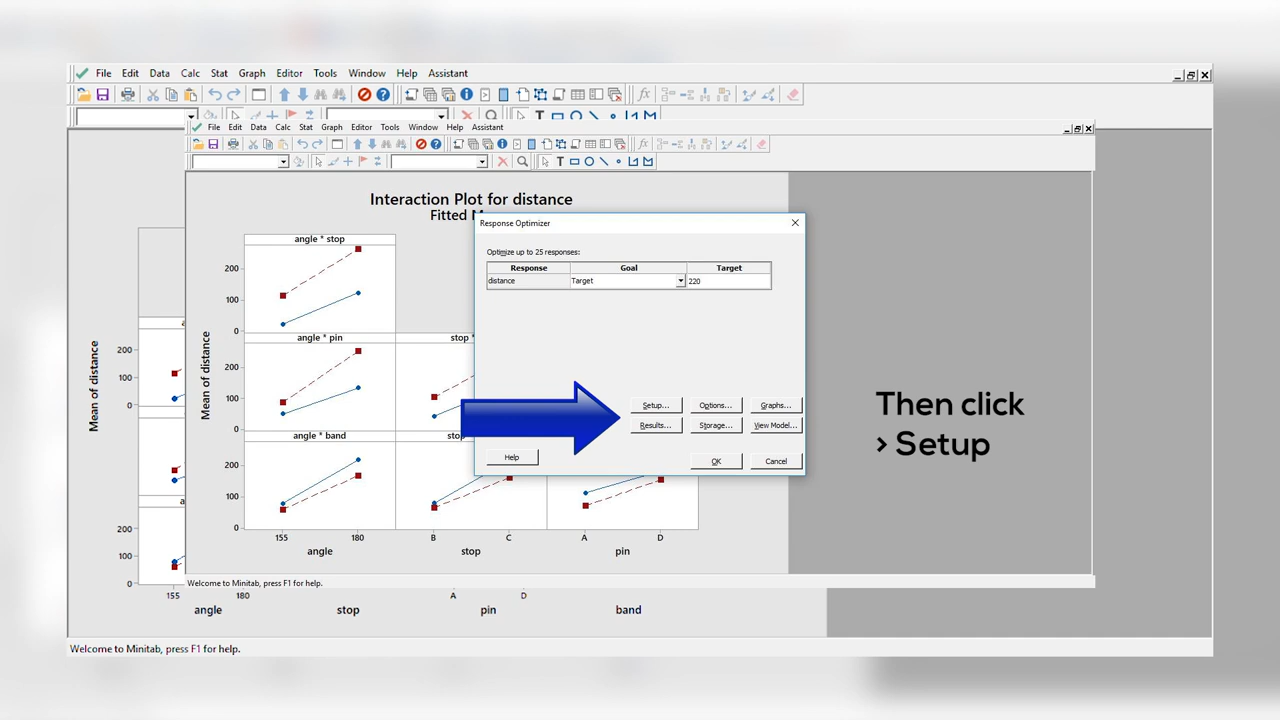 File Edit Data Calc Stat Graph Editor Tools Window Help Assistant
File Edit Data Calc Stat Graph Editor Tools Window Help Assistant
Interaction Plot for distance
Fitted M
Response Optimizer
Optimize up to 25 responses:
Response Goal Target
distance Target 220
Setup... Options... Graphs...
Results... Storage... View Model...
Help OK Cancel
Then click
> Setup
angle * stop
200
100
0
angle * pin stop *
200
100
0
angle * band stop
200
100
0
Mean of distance
155 180 B C A D
angle stop pin
Welcome to Minitab, press F1 for help.
Mean of distance
200
100
0
200
100
0
155 180 A D
angle stop pin band
Welcome to Minitab, press F1 for help.